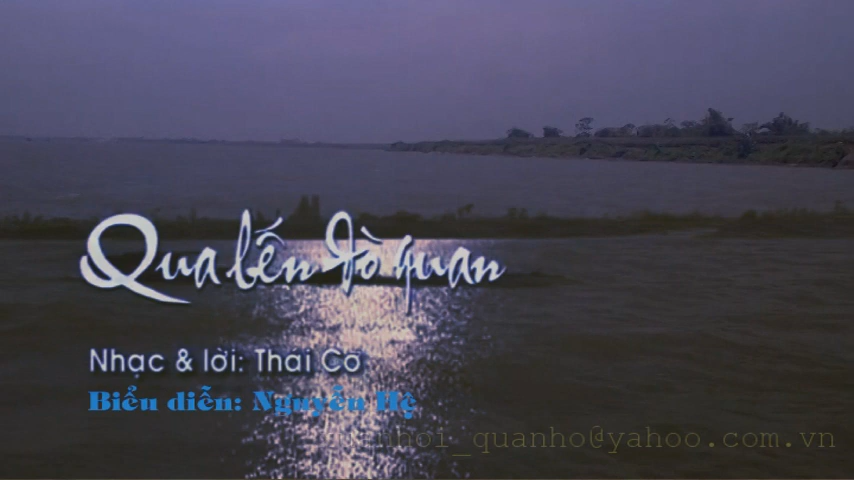 Qua bến đò quan
Nhạc & lời: Thái Cơ
Biểu diễn: Nguyễn Hệ